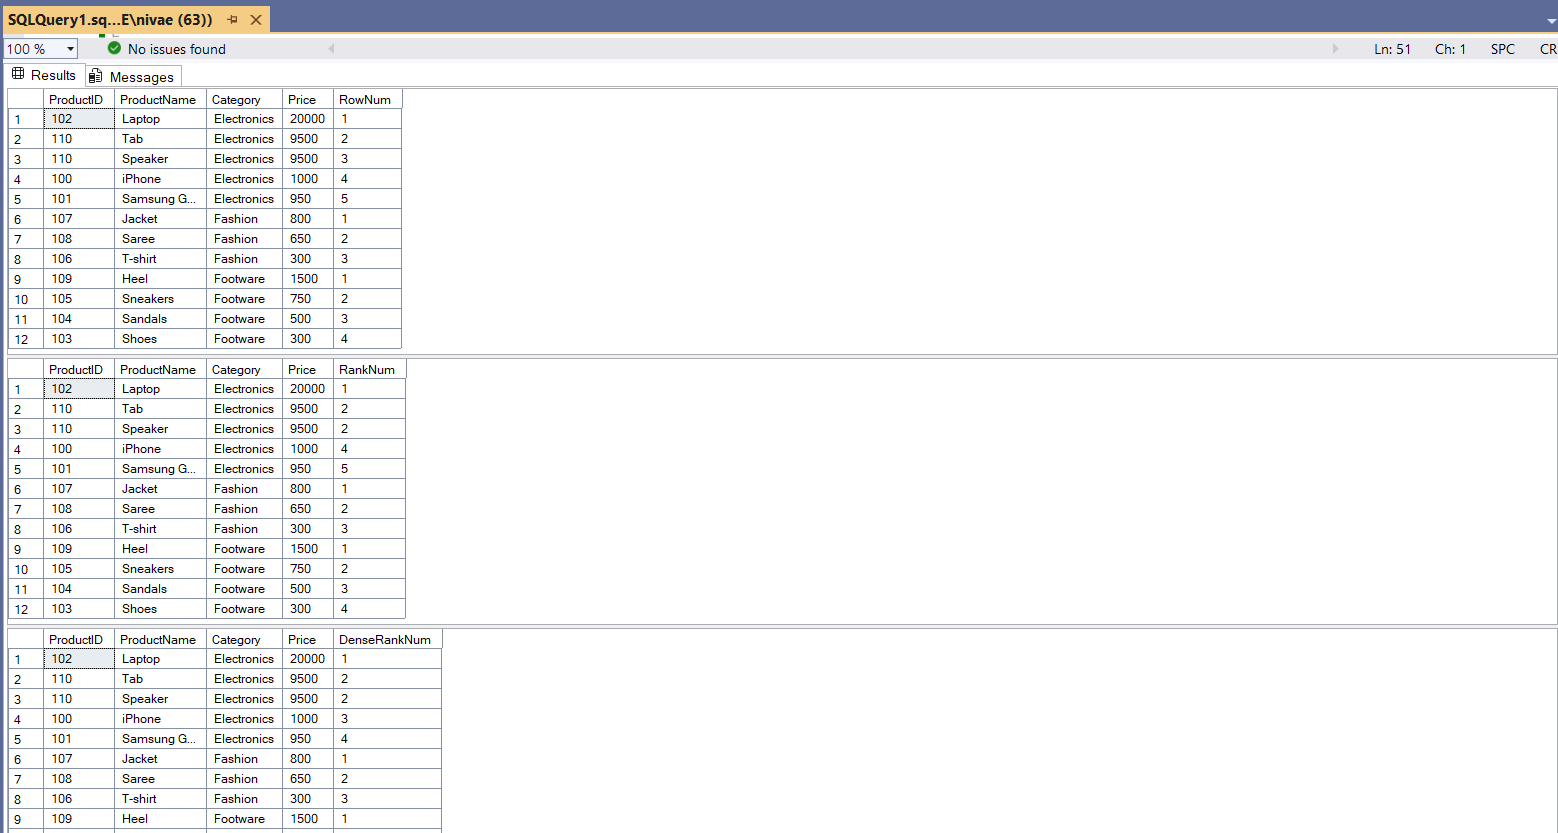 SQLQuery1.sq...E\nivae (63))
100 % No issues found Ln: 51 Ch: 1 SPC CR
Results Messages
ProductID ProductName Category Price RowNum
1 102 Laptop Electronics 20000 1
2 110 Tab Electronics 9500 2
3 110 Speaker Electronics 9500 3
4 100 iPhone Electronics 1000 4
5 101 Samsung G... Electronics 950 5
6 107 Jacket Fashion 800 1
7 108 Saree Fashion 650 2
8 106 T-shirt Fashion 300 3
9 109 Heel Footware 1500 1
10 105 Sneakers Footware 750 2
11 104 Sandals Footware 500 3
12 103 Shoes Footware 300 4
ProductID ProductName Category Price RankNum
1 102 Laptop Electronics 20000 1
2 110 Tab Electronics 9500 2
3 110 Speaker Electronics 9500 2
4 100 iPhone Electronics 1000 4
5 101 Samsung G... Electronics 950 5
6 107 Jacket Fashion 800 1
7 108 Saree Fashion 650 2
8 106 T-shirt Fashion 300 3
9 109 Heel Footware 1500 1
10 105 Sneakers Footware 750 2
11 104 Sandals Footware 500 3
12 103 Shoes Footware 300 4
ProductID ProductName Category Price DenseRankNum
1 102 Laptop Electronics 20000 1
2 110 Tab Electronics 9500 2
3 110 Speaker Electronics 9500 2
4 100 iPhone Electronics 1000 3
5 101 Samsung G... Electronics 950 4
6 107 Jacket Fashion 800 1
7 108 Saree Fashion 650 2
8 106 T-shirt Fashion 300 3
9 109 Heel Footware 1500 1